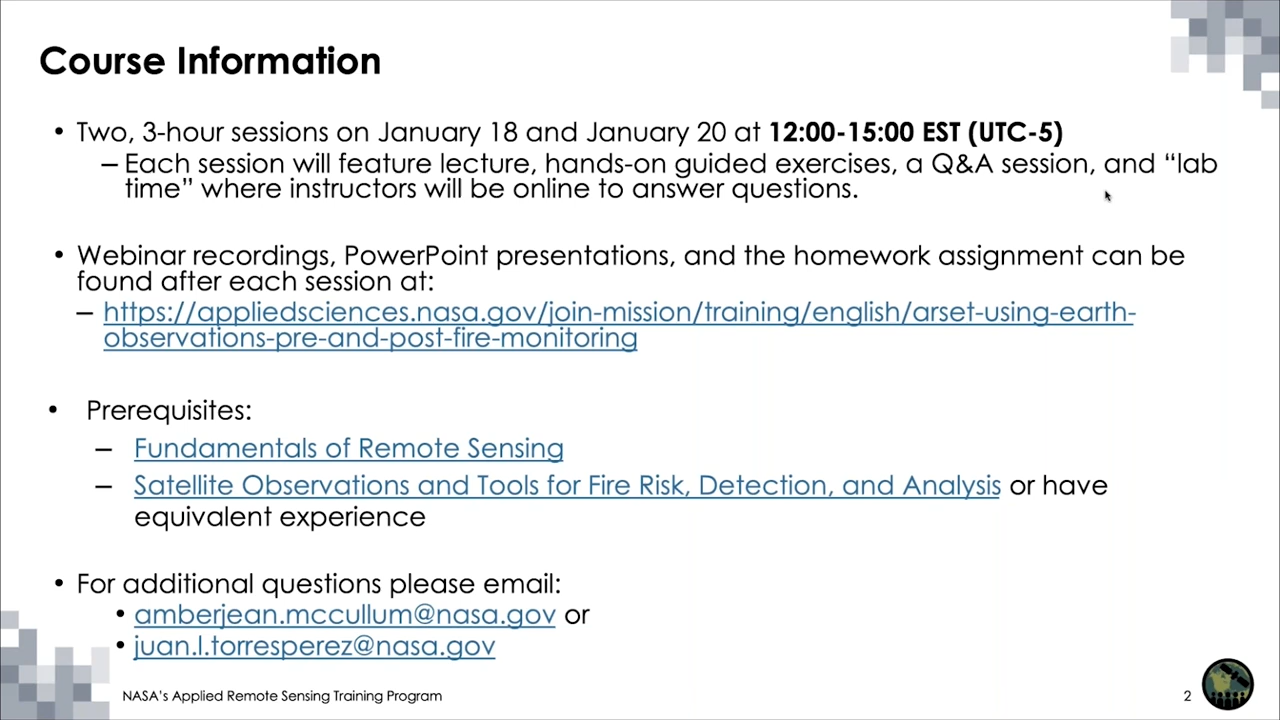 Course Information
• Two, 3-hour sessions on January 18 and January 20 at 12:00-15:00 EST (UTC-5)
– Each session will feature lecture, hands-on guided exercises, a Q&A session, and “lab
time” where instructors will be online to answer questions.
• Webinar recordings, PowerPoint presentations, and the homework assignment can be
found after each session at:
– https://appliedsciences.nasa.gov/join-mission/training/english/arset-using-earth-
observations-pre-and-post-fire-monitoring
• Prerequisites:
– Fundamentals of Remote Sensing
– Satellite Observations and Tools for Fire Risk, Detection, and Analysis or have
equivalent experience
• For additional questions please email:
• amberjean.mccullum@nasa.gov or
• juan.l.torresperez@nasa.gov
NASA's Applied Remote Sensing Training Program
2